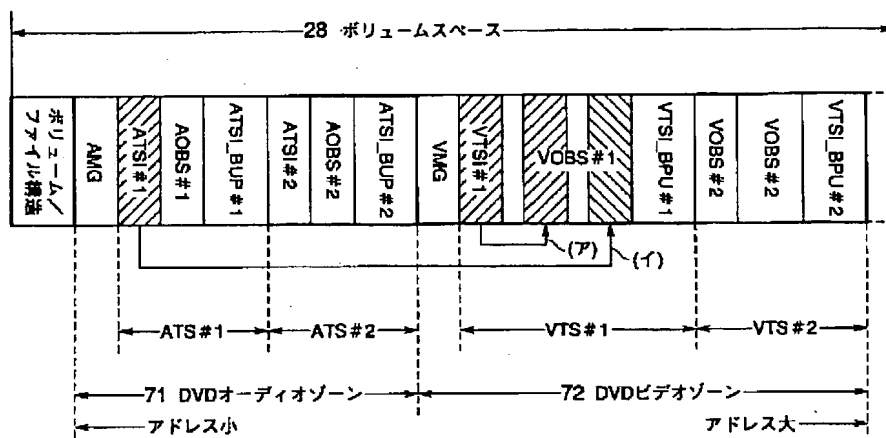 28 ボリュームスペース
ボリューム/
ファイル構造
AMG
ATSI#1
AOBS#1
ATSI_BUP#1
ATSI#2
AOBS#2
ATSI_BUP#2
VMG
VTSI#1
VOBS#1
VTSI_BPU#1
VOBS#2
VOBS#2
VTSI_BPU#2
(ア)
(イ)
ATS#1
ATS#2
VTS#1
VTS#2
71 DVDオーディオゾーン
72 DVDビデオゾーン
アドレス小
アドレス大